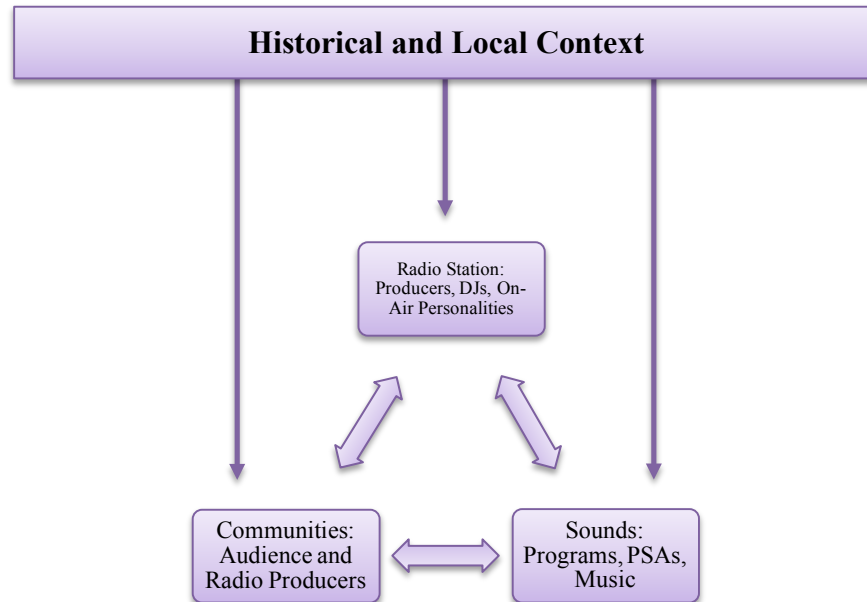 Historical and Local Context
Radio Station:
Producers, DJs, On-
Air Personalities
Communities:
Audience and
Radio Producers
Sounds:
Programs, PSAs,
Music